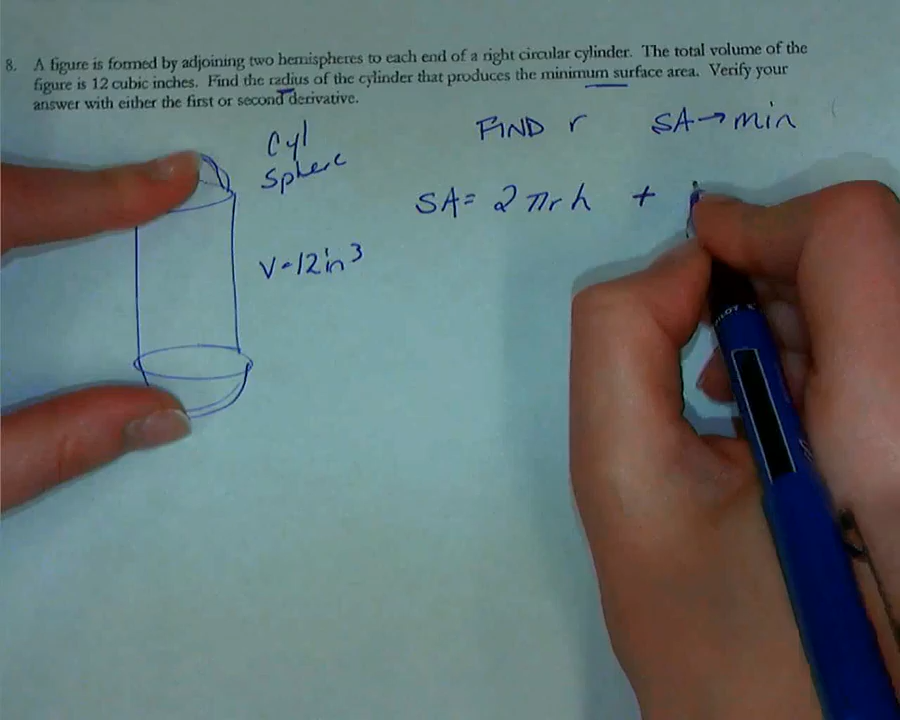 8. A figure is formed by adjoining two hemispheres to each end of a right circular cylinder. The total volume of the
figure is 12 cubic inches. Find the radius of the cylinder that produces the minimum surface area. Verify your
answer with either the first or second derivative.
FIND r SA→min
Cyl
Sphere
SA= 2πrh +
V=12in³